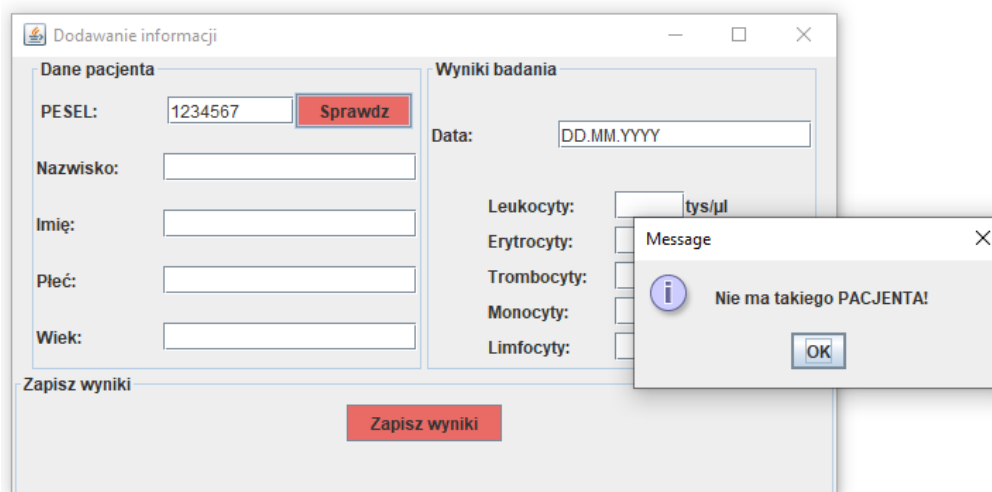 Dodawanie informacji
Dane pacjenta
PESEL: 1234567 Sprawdz
Nazwisko:
Imię:
Płeć:
Wiek:
Wyniki badania
Data: DD.MM.YYYY
Leukocyty: tys/µl
Erytrocyty:
Trombocyty:
Monocyty:
Limfocyty:
Message
Nie ma takiego PACJENTA!
OK
Zapisz wyniki
Zapisz wyniki